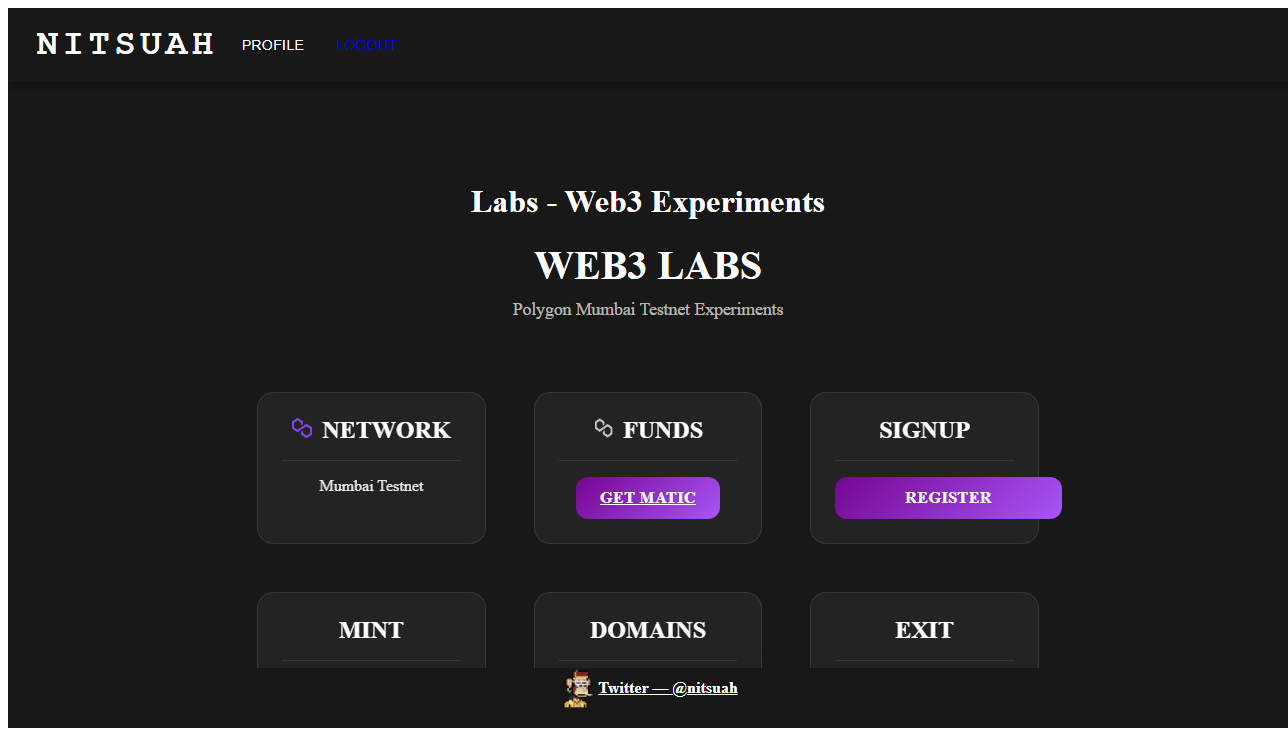 NITSUAH PROFILE LOGOUT
Labs - Web3 Experiments
WEB3 LABS
Polygon Mumbai Testnet Experiments
NETWORK
Mumbai Testnet
FUNDS
GET MATIC
SIGNUP
REGISTER
MINT
DOMAINS
EXIT
Twitter — @nitsuah